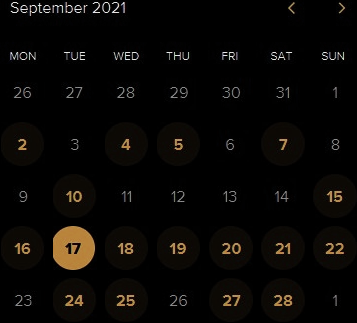 September 2021
MON TUE WED THU FRI SAT SUN
26 27 28 29 30 31 1
2 3 4 5 6 7 8
9 10 11 12 13 14 15
16 17 18 19 20 21 22
23 24 25 26 27 28 1